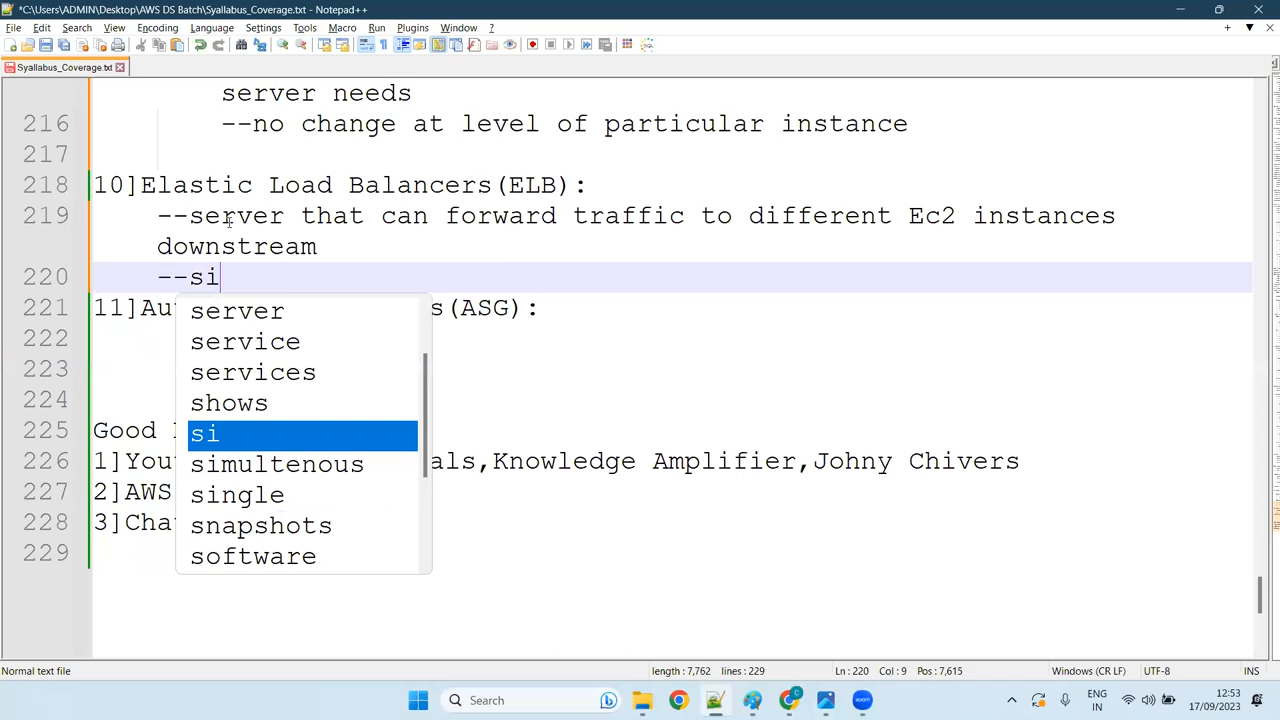 *C:\Users\ADMIN\Desktop\AWS DS Batch\Syallabus_Coverage.txt - Notepad++
File Edit Search View Encoding Language Settings Tools Macro Run Plugins Window ?
Syallabus_Coverage.txt
server needs
216 --no change at level of particular instance
217
218 10]Elastic Load Balancers(ELB):
219 --server that can forward traffic to different Ec2 instances
downstream
220 --si
221 11]Au s(ASG):
server
222
service
223
services
224
shows
225 Good
si
226 1]You als,Knowledge Amplifier,Johny Chivers
simultenous
227 2]AWS
single
228 3]Cha
snapshots
229
software
Normal text file length : 7,762 lines : 229 Ln : 220 Col : 9 Pos : 7,615 Windows (CR LF) UTF-8 INS
Search ENG IN 12:53 17/09/2023